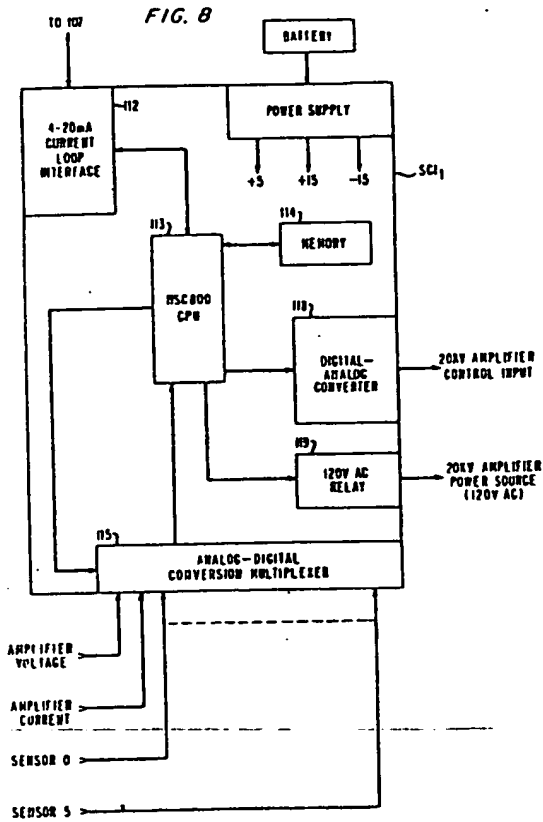 FIG. 8
TO 107
BATTERY
112
4-20mA
CURRENT
LOOP
INTERFACE
POWER SUPPLY
+5
+15
-15
SCI1
113
NSC800
CPU
114
MEMORY
118
DIGITAL-
ANALOG
CONVERTER
20KV AMPLIFIER
CONTROL INPUT
119
120V AC
RELAY
20KV AMPLIFIER
POWER SOURCE
(120V AC)
115
ANALOG-DIGITAL
CONVERSION MULTIPLEXER
AMPLIFIER
VOLTAGE
AMPLIFIER
CURRENT
SENSOR 0
SENSOR 5